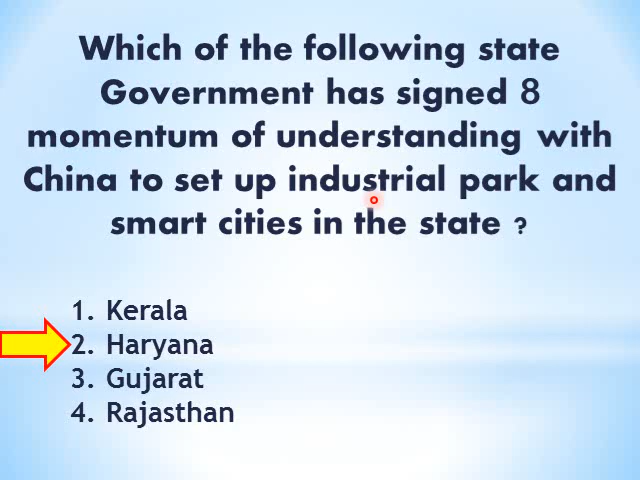 Which of the following state
Government has signed 8
momentum of understanding with
China to set up industrial park and
smart cities in the state ?
1. Kerala
2. Haryana
3. Gujarat
4. Rajasthan